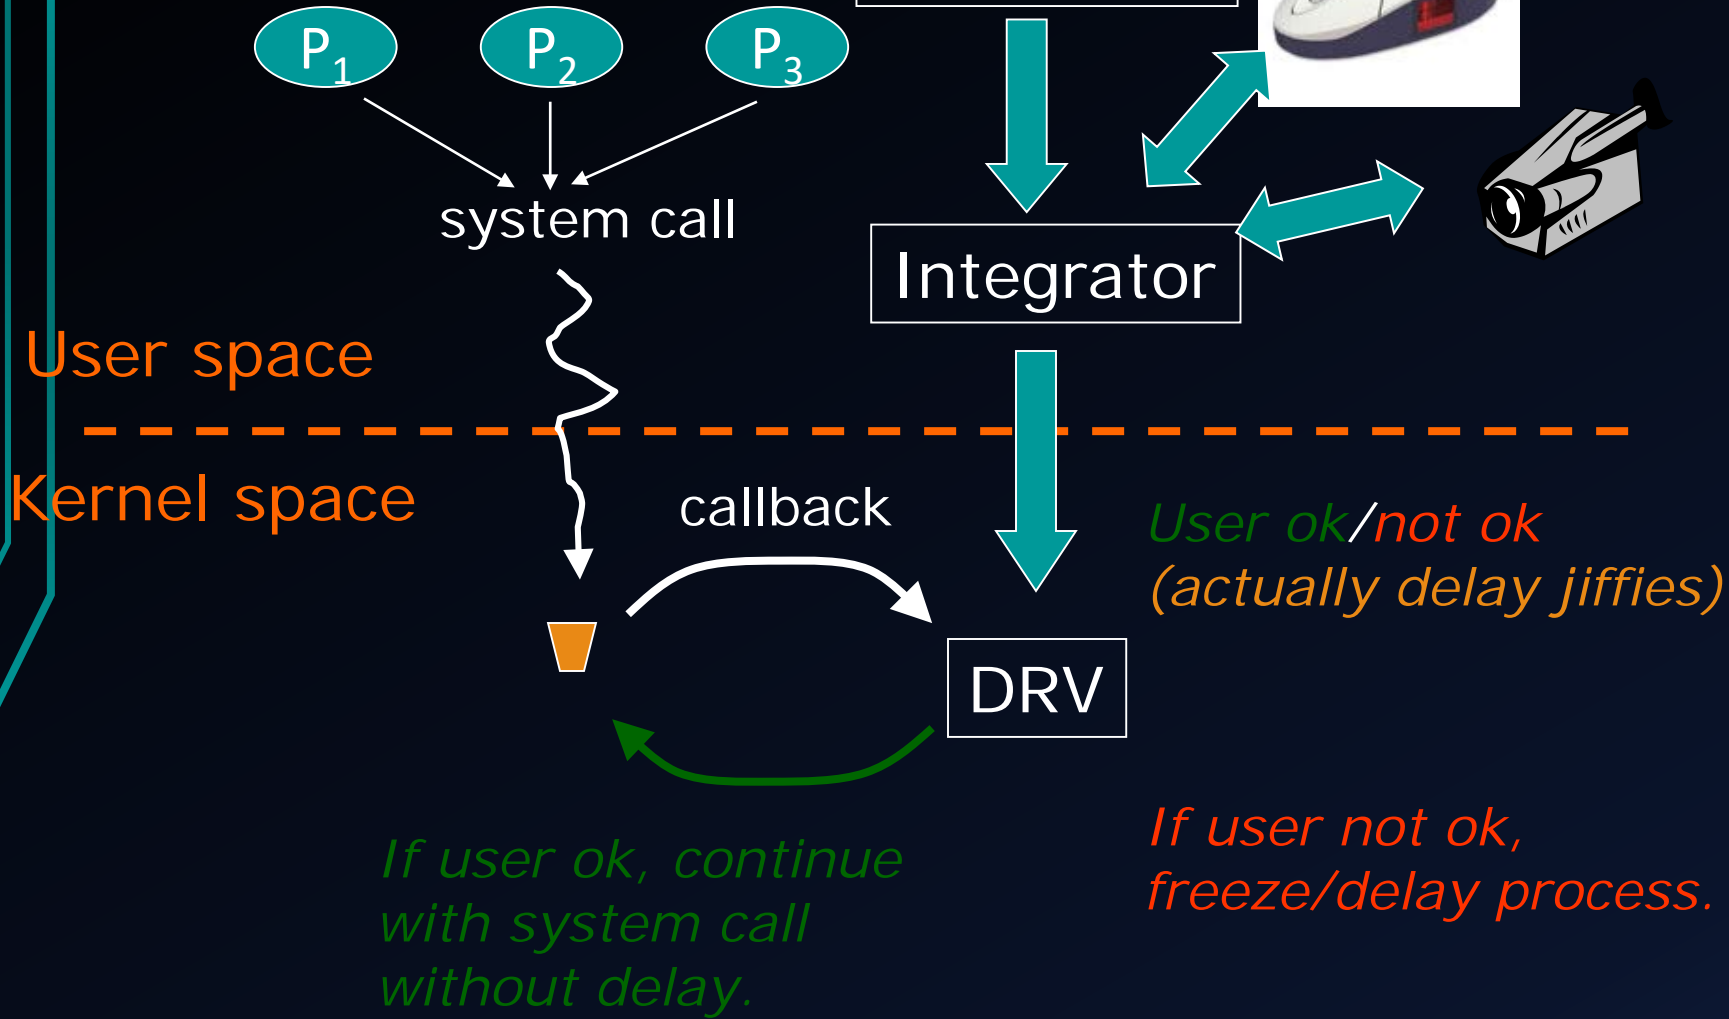 P1
P2
P3
system call
Integrator
User space
Kernel space
callback
User ok/not ok
(actually delay jiffies)
DRV
If user ok, continue
with system call
without delay.
If user not ok,
freeze/delay process.